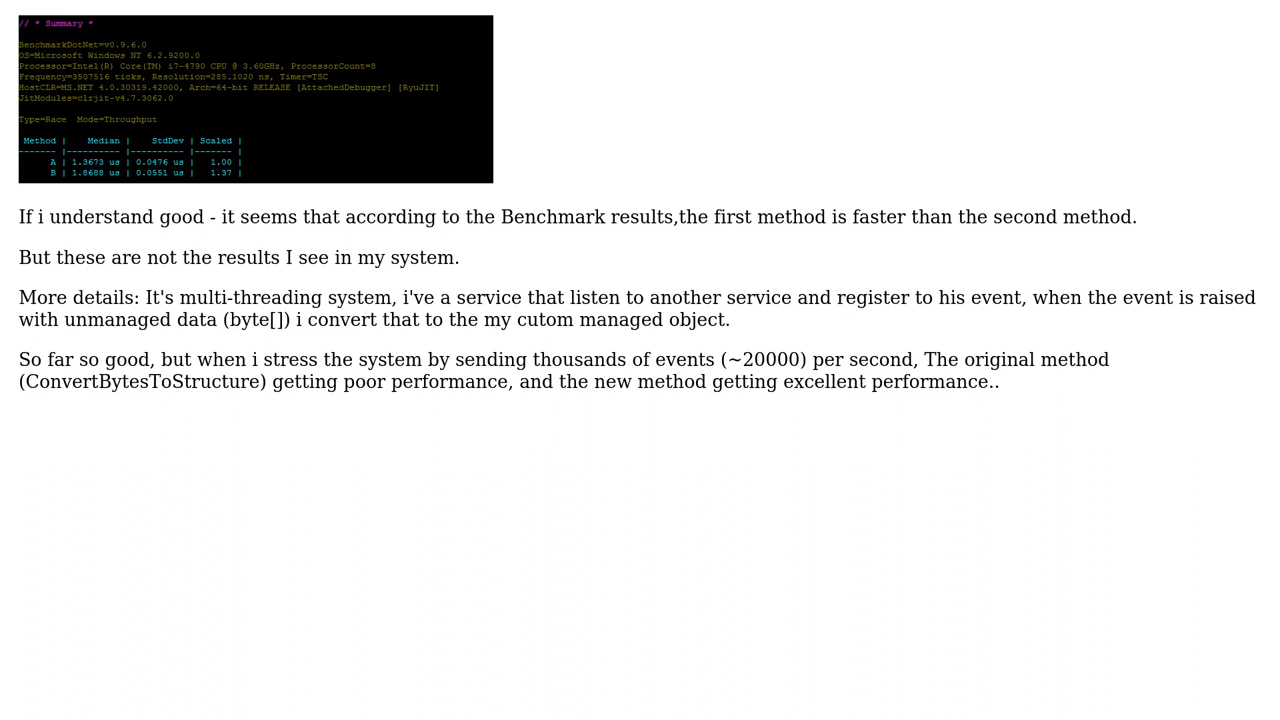 // * Summary *
BenchmarkDotNet=v0.9.6.0
OS=Microsoft Windows NT 6.2.9200.0
Processor=Intel(R) Core(TM) i7-4790 CPU @ 3.60GHz, ProcessorCount=8
Frequency=3507516 ticks, Resolution=285.1020 ns, Timer=TSC
HostCLR=MS.NET 4.0.30319.42000, Arch=64-bit RELEASE [AttachedDebugger] [RyuJIT]
JitModules=clrjit-v4.7.3062.0
Type=Race  Mode=Throughput
Method |    Median |    StdDev | Scaled |
------- |---------- |---------- |------- |
A | 1.3673 us | 0.0476 us |   1.00 |
B | 1.8688 us | 0.0551 us |   1.37 |
If i understand good - it seems that according to the Benchmark results,the first method is faster than the second method.
But these are not the results I see in my system.
More details: It's multi-threading system, i've a service that listen to another service and register to his event, when the event is raised
with unmanaged data (byte[]) i convert that to the my cutom managed object.
So far so good, but when i stress the system by sending thousands of events (~20000) per second, The original method
(ConvertBytesToStructure) getting poor performance, and the new method getting excellent performance..